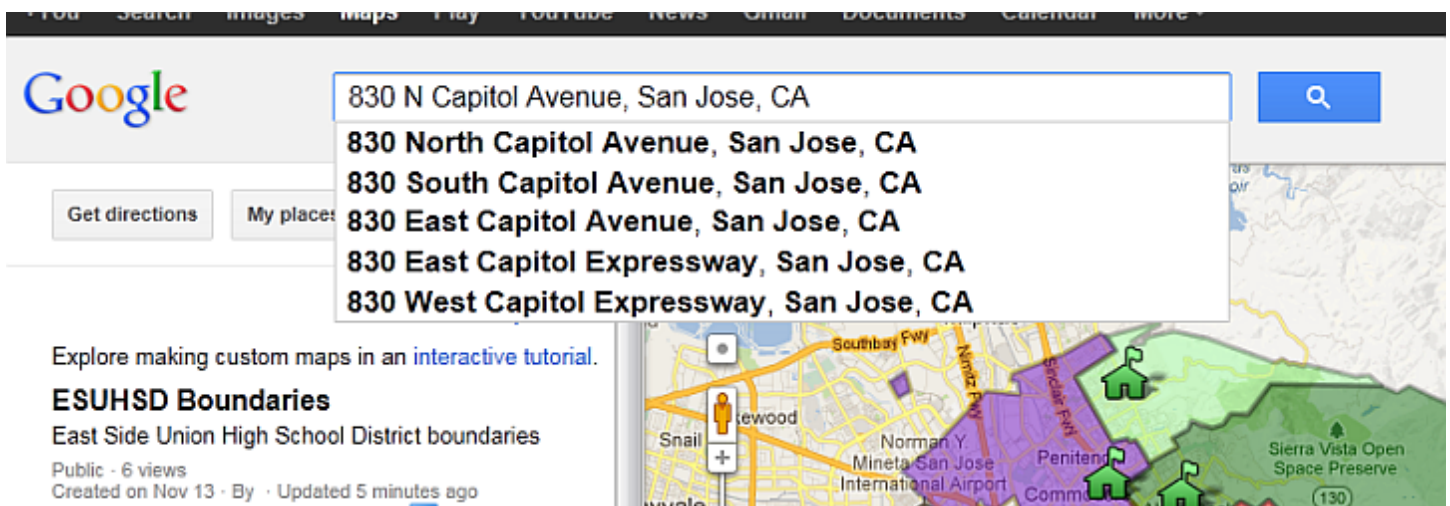 +You Search Images Maps Play YouTube News Gmail Documents Calendar More
Google
830 N Capitol Avenue, San Jose, CA
830 North Capitol Avenue, San Jose, CA
830 South Capitol Avenue, San Jose, CA
830 East Capitol Avenue, San Jose, CA
830 East Capitol Expressway, San Jose, CA
830 West Capitol Expressway, San Jose, CA
Get directions
My places
Explore making custom maps in an interactive tutorial.
ESUHSD Boundaries
East Side Union High School District boundaries
Public · 6 views
Created on Nov 13 · By · Updated 5 minutes ago
Southbay Fwy
Nimitz Fwy
Sinclair Fwy
Snail
Norman Y.
Mineta San Jose
International Airport
Sierra Vista Open
Space Preserve
130